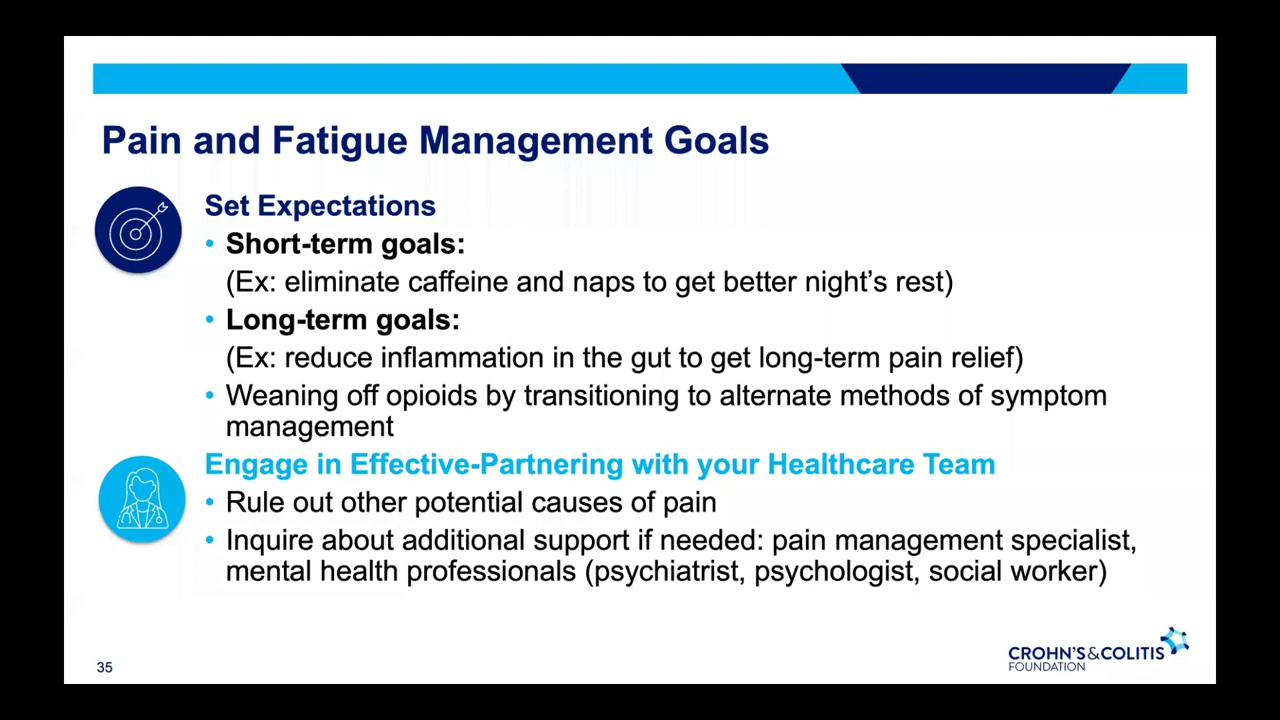 Pain and Fatigue Management Goals
Set Expectations
• Short-term goals:
(Ex: eliminate caffeine and naps to get better night’s rest)
• Long-term goals:
(Ex: reduce inflammation in the gut to get long-term pain relief)
• Weaning off opioids by transitioning to alternate methods of symptom
management
Engage in Effective-Partnering with your Healthcare Team
• Rule out other potential causes of pain
• Inquire about additional support if needed: pain management specialist,
mental health professionals (psychiatrist, psychologist, social worker)
35
CROHN’S&COLITIS
FOUNDATION